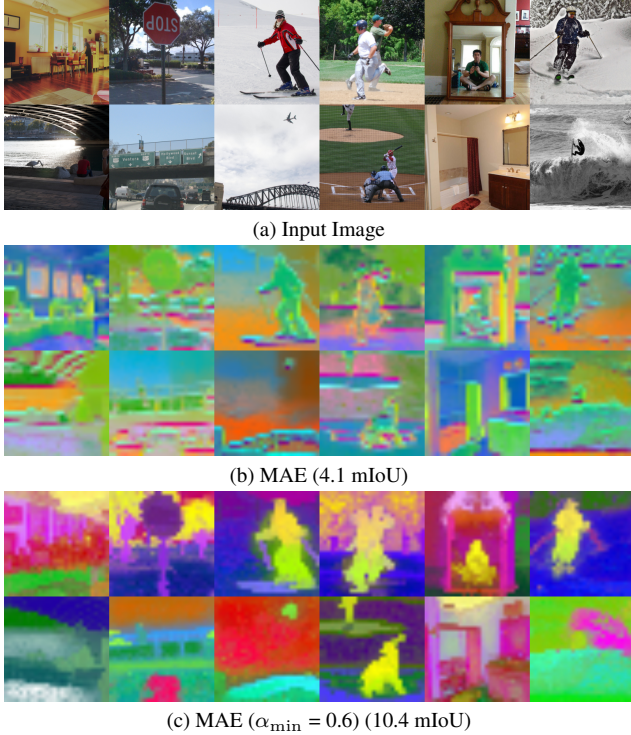 STOP
(a) Input Image
(b) MAE (4.1 mIoU)
(c) MAE (αmin = 0.6) (10.4 mIoU)